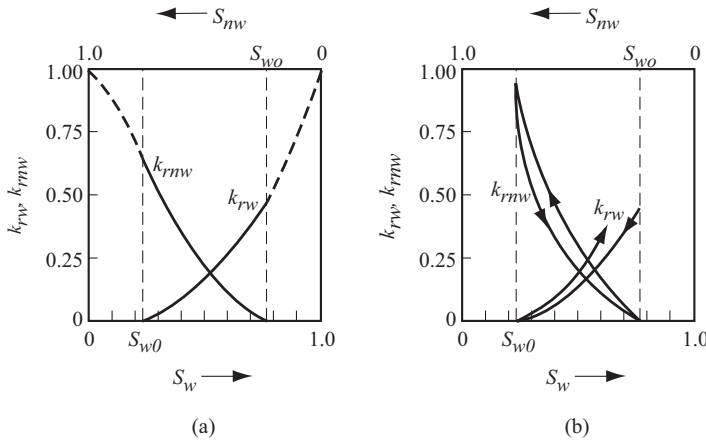 S_nw
1.0 S_wo 0
1.00
0.75
0.50
0.25
0
k_rw, k_rnw
k_rnw
k_rw
0 S_w0 1.0
S_w
(a)
S_nw
1.0 S_wo 0
1.00
0.75
0.50
0.25
0
k_rw, k_rnw
k_rnw
k_rw
0 S_w0 1.0
S_w
(b)